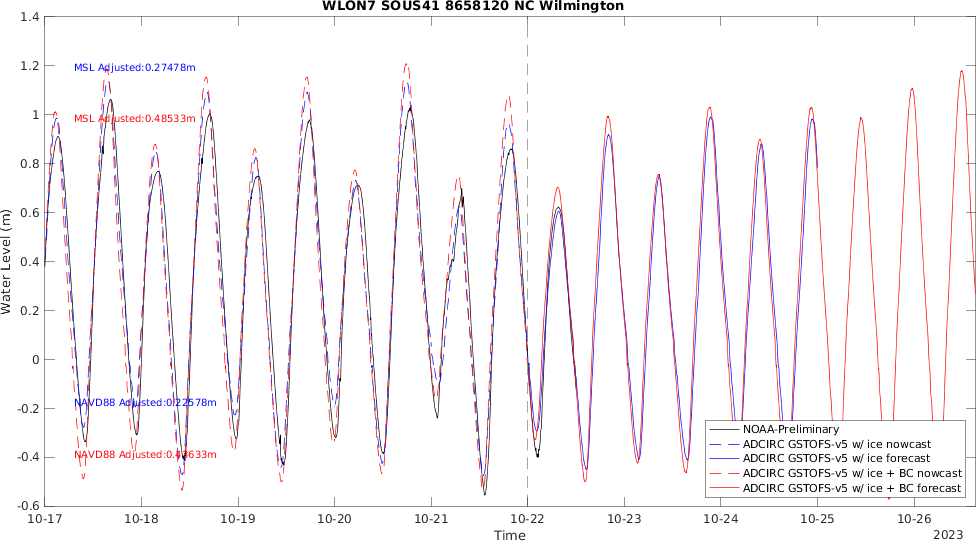 WLON7 SOUS41 8658120 NC Wilmington
1.4
1.2
1
0.8
0.6
0.4
0.2
0
-0.2
-0.4
-0.6
Water Level (m)
MSL Adjusted:0.27478m
MSL Adjusted:0.48533m
NAVD88 Adjusted:0.22578m
NAVD88 Adjusted:0.43633m
NOAA-Preliminary
ADCIRC GSTOFS-v5 w/ ice nowcast
ADCIRC GSTOFS-v5 w/ ice forecast
ADCIRC GSTOFS-v5 w/ ice + BC nowcast
ADCIRC GSTOFS-v5 w/ ice + BC forecast
10-17 10-18 10-19 10-20 10-21 10-22 10-23 10-24 10-25 10-26
Time
2023